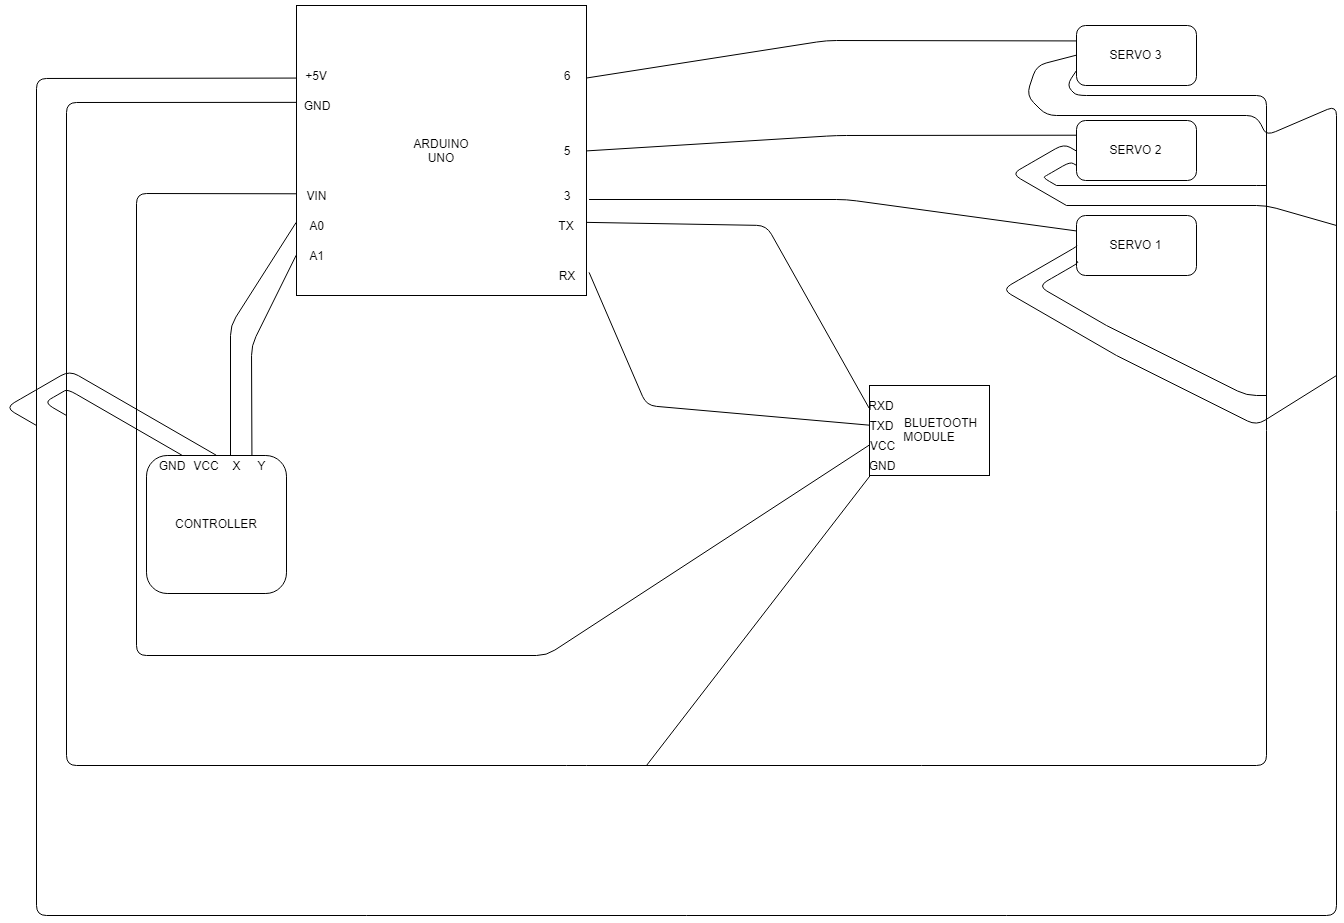 SERVO 3
+5V
6
GND
ARDUINO
UNO
5
SERVO 2
VIN
3
A0
TX
SERVO 1
A1
RX
RXD
TXD
BLUETOOTH
MODULE
VCC
GND
GND VCC X Y
CONTROLLER